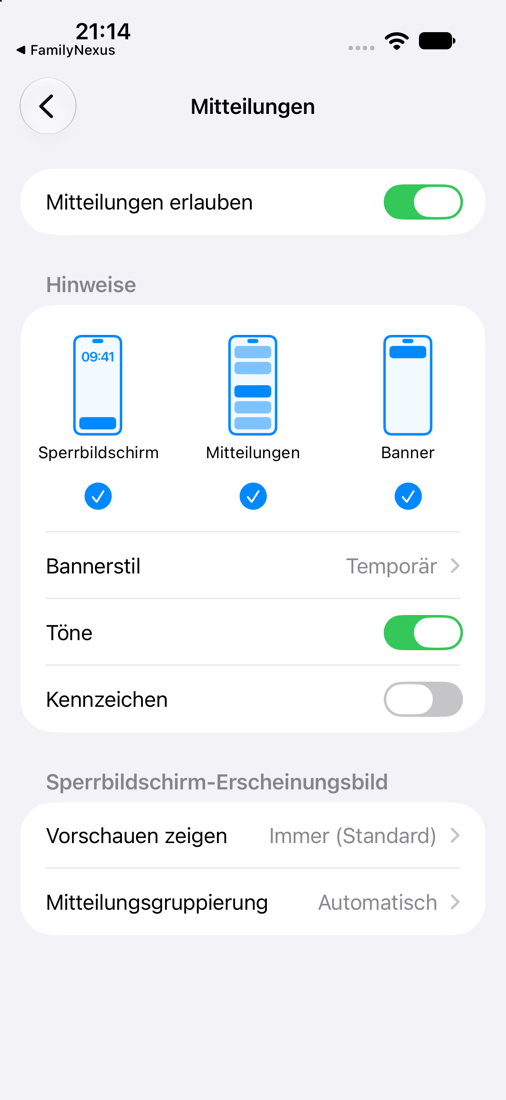 21:14
◀ FamilyNexus
Mitteilungen
Mitteilungen erlauben
Hinweise
09:41
Sperrbildschirm
Mitteilungen
Banner
Bannerstil
Temporär
Töne
Kennzeichen
Sperrbildschirm-Erscheinungsbild
Vorschauen zeigen
Immer (Standard)
Mitteilungsgruppierung
Automatisch